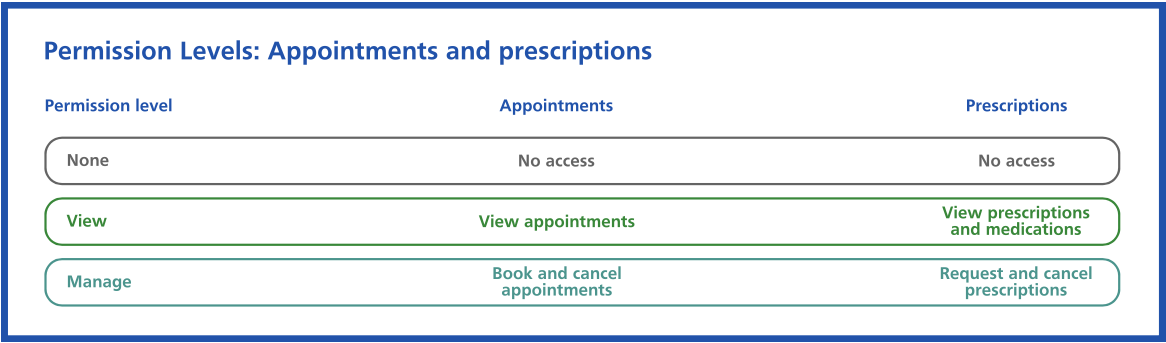 Permission Levels: Appointments and prescriptions
Permission level Appointments Prescriptions
None No access No access
View View appointments View prescriptions
and medications
Manage Book and cancel Request and cancel
appointments prescriptions